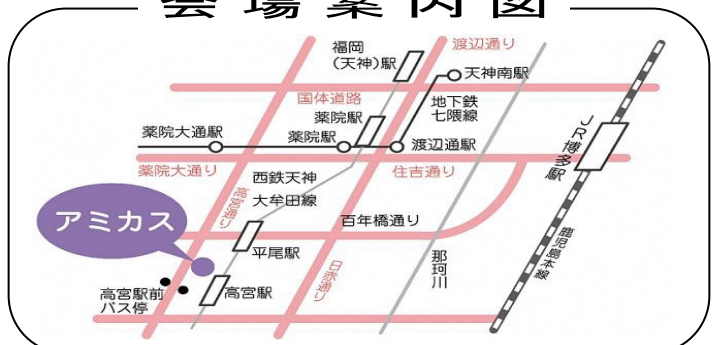 会場案内図
福岡
(天神)駅
渡辺通り
天神南駅
国体道路
地下鉄
七隈線
薬院駅
薬院大通駅
薬院駅
渡辺通駅
JR博多駅
薬院大通り
住吉通り
西鉄天神
大牟田線
高宮通り
アミカス
百年橋通り
平尾駅
那珂川
鹿児島本線
日赤通り
高宮駅前
バス停
高宮駅